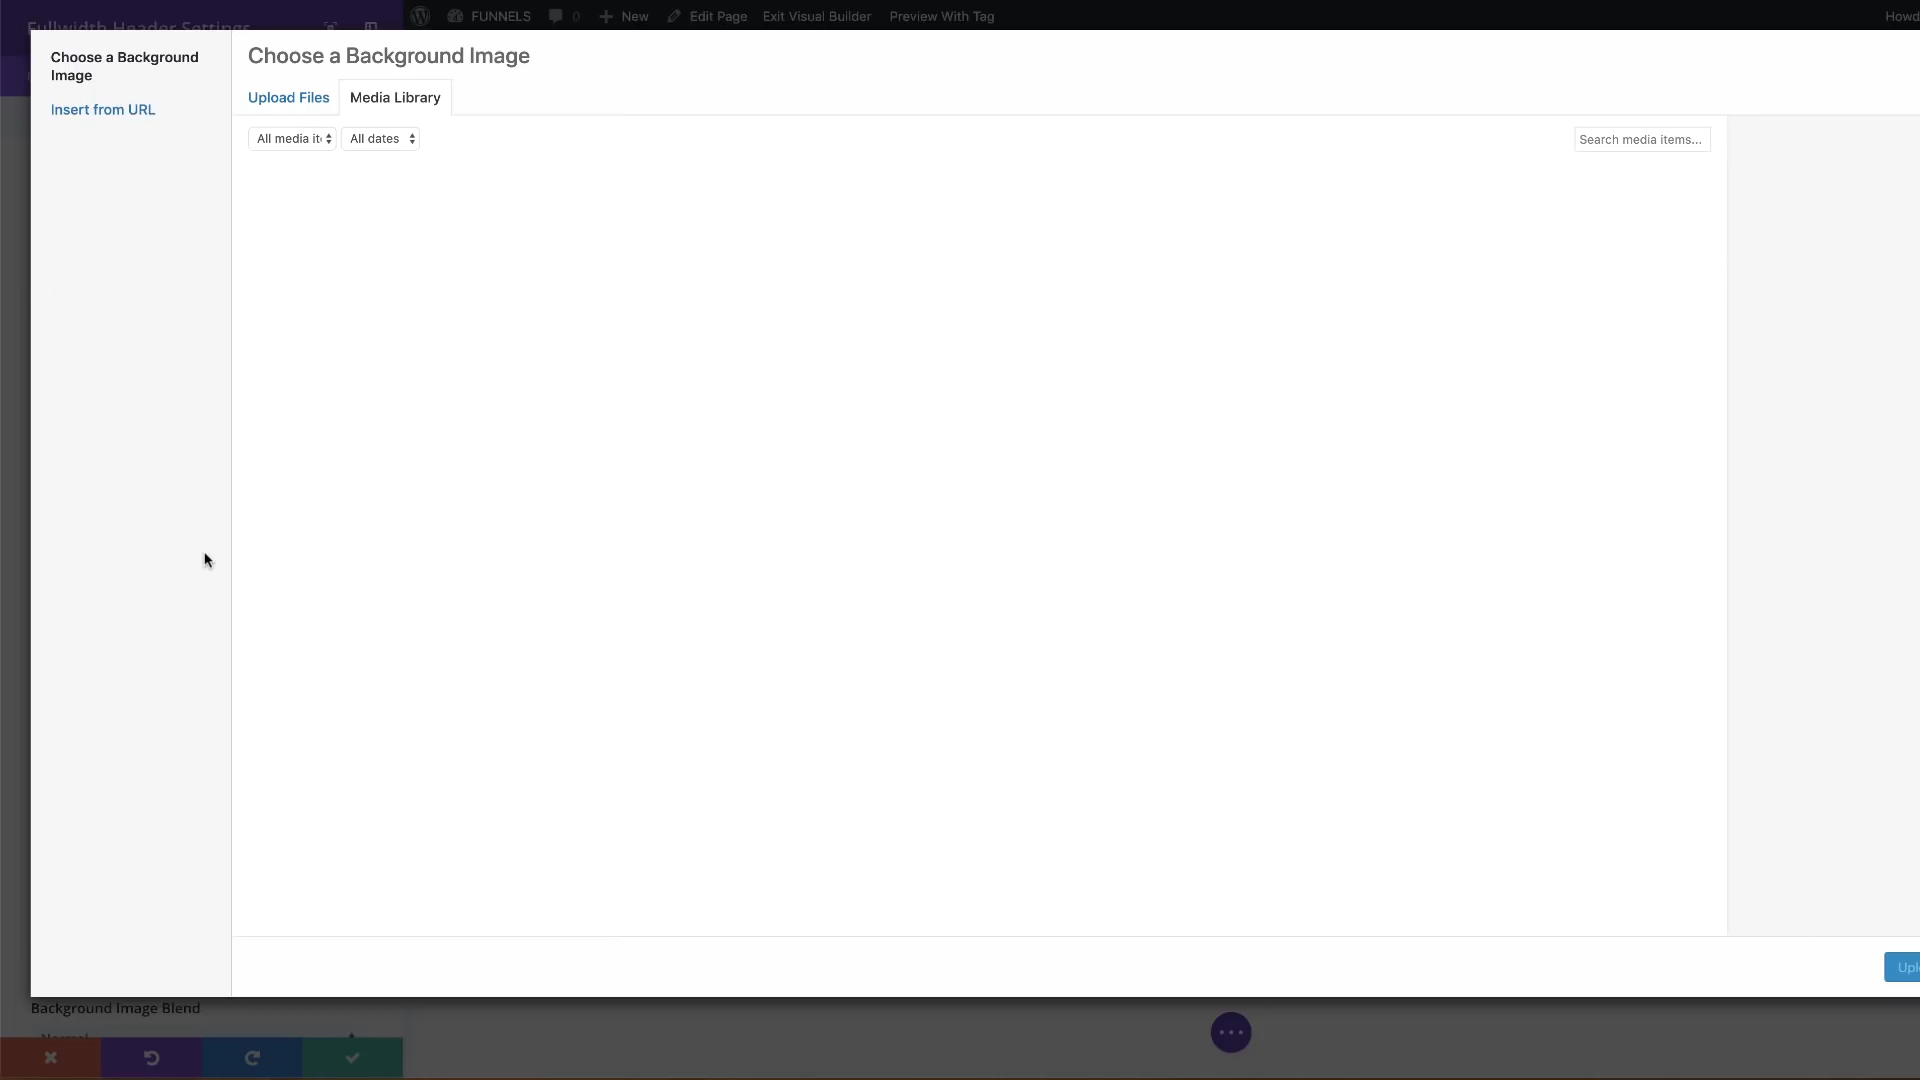 Fullwidth Header Settings
FUNNELS 0 New Edit Page Exit Visual Builder Preview With Tag Howd
Choose a Background
Image
Insert from URL
Choose a Background Image
Upload Files Media Library
All media it All dates Search media items...
Uplo
Background Image Blend
Normal